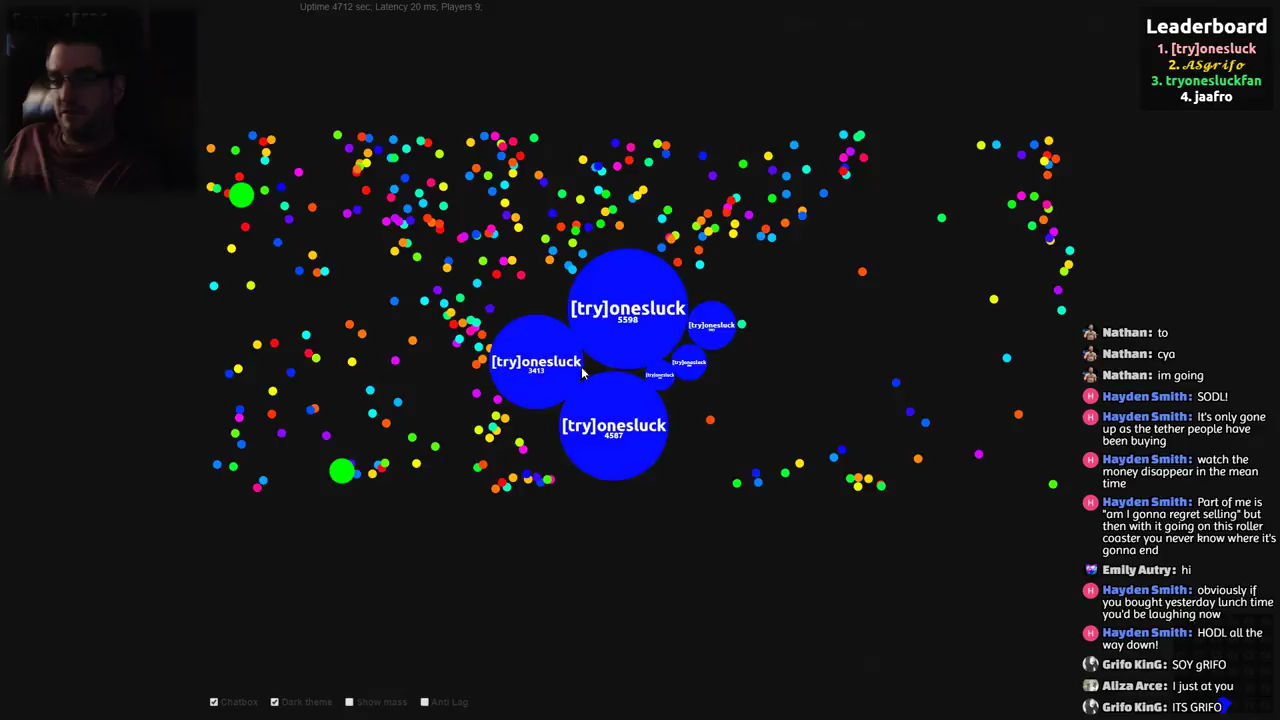 Uptime 4712 sec; Latency 20 ms; Players 9;
Leaderboard
1. [try]onesluck
2. 𝓐𝓢𝓰𝓻𝓲𝓯𝓸
3. tryonesluckfan
4. jaafro
[try]onesluck
5598
[try]onesluck
[try]onesluck
3413
[try]onesluck
[try]onesluck
[try]onesluck
4587
Nathan: to
Nathan: cya
Nathan: im going
Hayden Smith: SODL!
Hayden Smith: It's only gone
up as the tether people have
been buying
Hayden Smith: watch the
money disappear in the mean
time
Hayden Smith: Part of me is
"am I gonna regret selling" but
then with it going on this roller
coaster you never know where it's
gonna end
Emily Autry: hi
Hayden Smith: obviously if
you bought yesterday lunch time
you'd be laughing now
Hayden Smith: HODL all the
way down!
Grifo KinG: SOY gRIFO
Aliza Arce: I just at you
Grifo KinG: ITS GRIFO
Chatbox
Dark theme
Show mass
Anti Lag